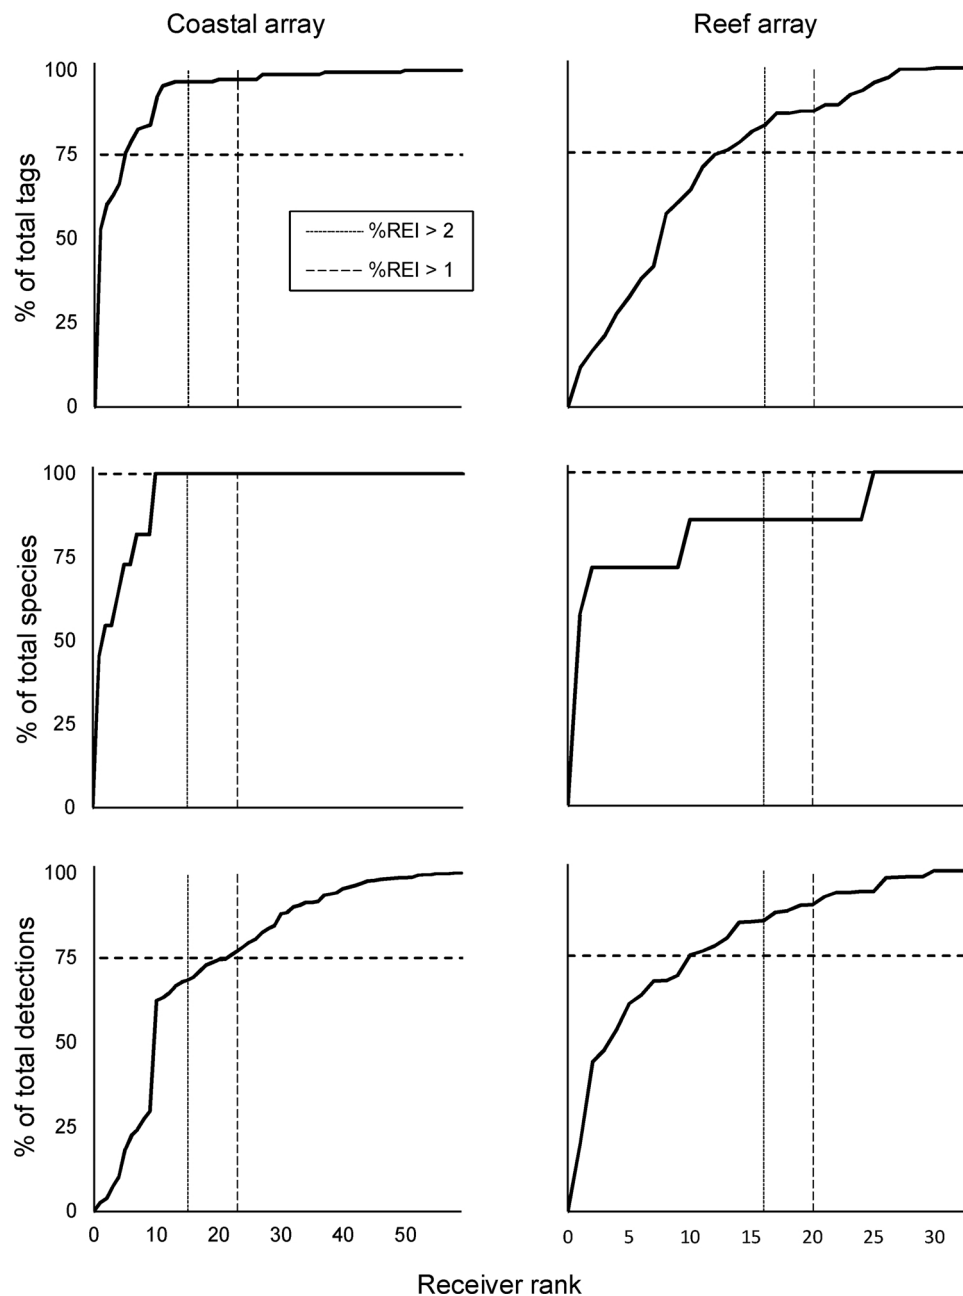 Coastal array
Reef array
% of total tags
100
75
50
25
0
%REI > 2
%REI > 1
% of total species
100
75
50
25
0
% of total detections
100
75
50
25
0
0 10 20 30 40 50
0 5 10 15 20 25 30
Receiver rank